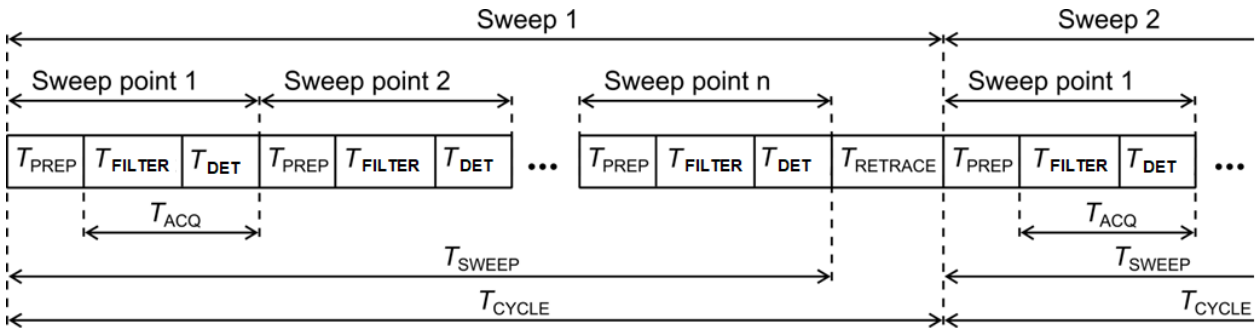 Sweep 1 Sweep 2
Sweep point 1 Sweep point 2 Sweep point n Sweep point 1
TPREP TFILTER TDET TPREP TFILTER TDET ... TPREP TFILTER TDET TRETRACE TPREP TFILTER TDET ...
TACQ TACQ
TSWEEP TSWEEP
TCYCLE TCYCLE